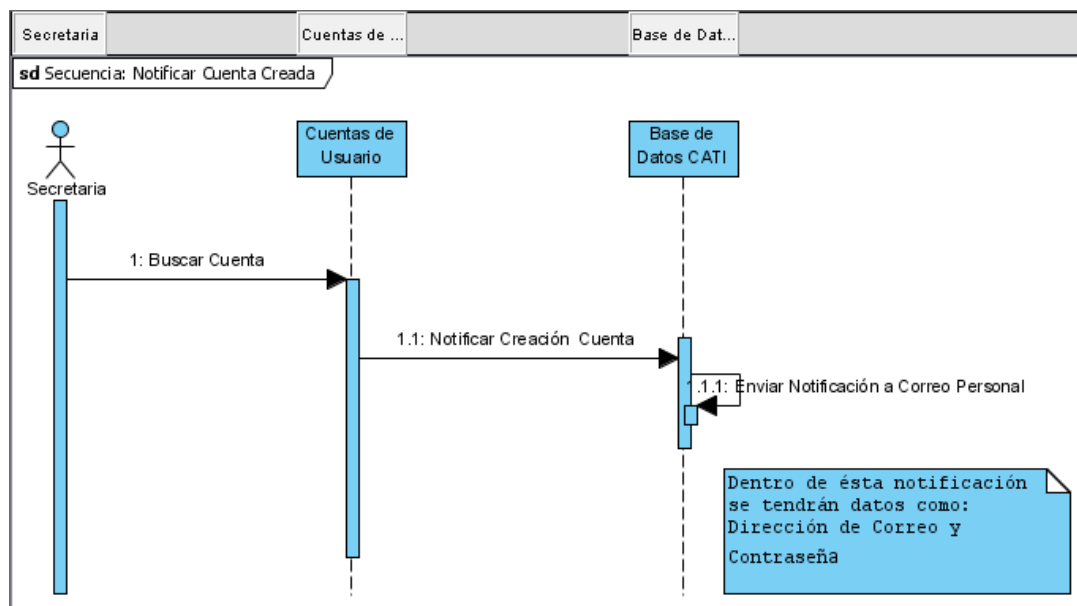 Secretaria
Cuentas de ...
Base de Dat...
sd Secuencia: Notificar Cuenta Creada
Cuentas de
Usuario
Base de
Datos CATI
Secretaria
1: Buscar Cuenta
1.1: Notificar Creación Cuenta
1.1.1: Enviar Notificación a Correo Personal
Dentro de ésta notificación
se tendrán datos como:
Dirección de Correo y
Contraseña